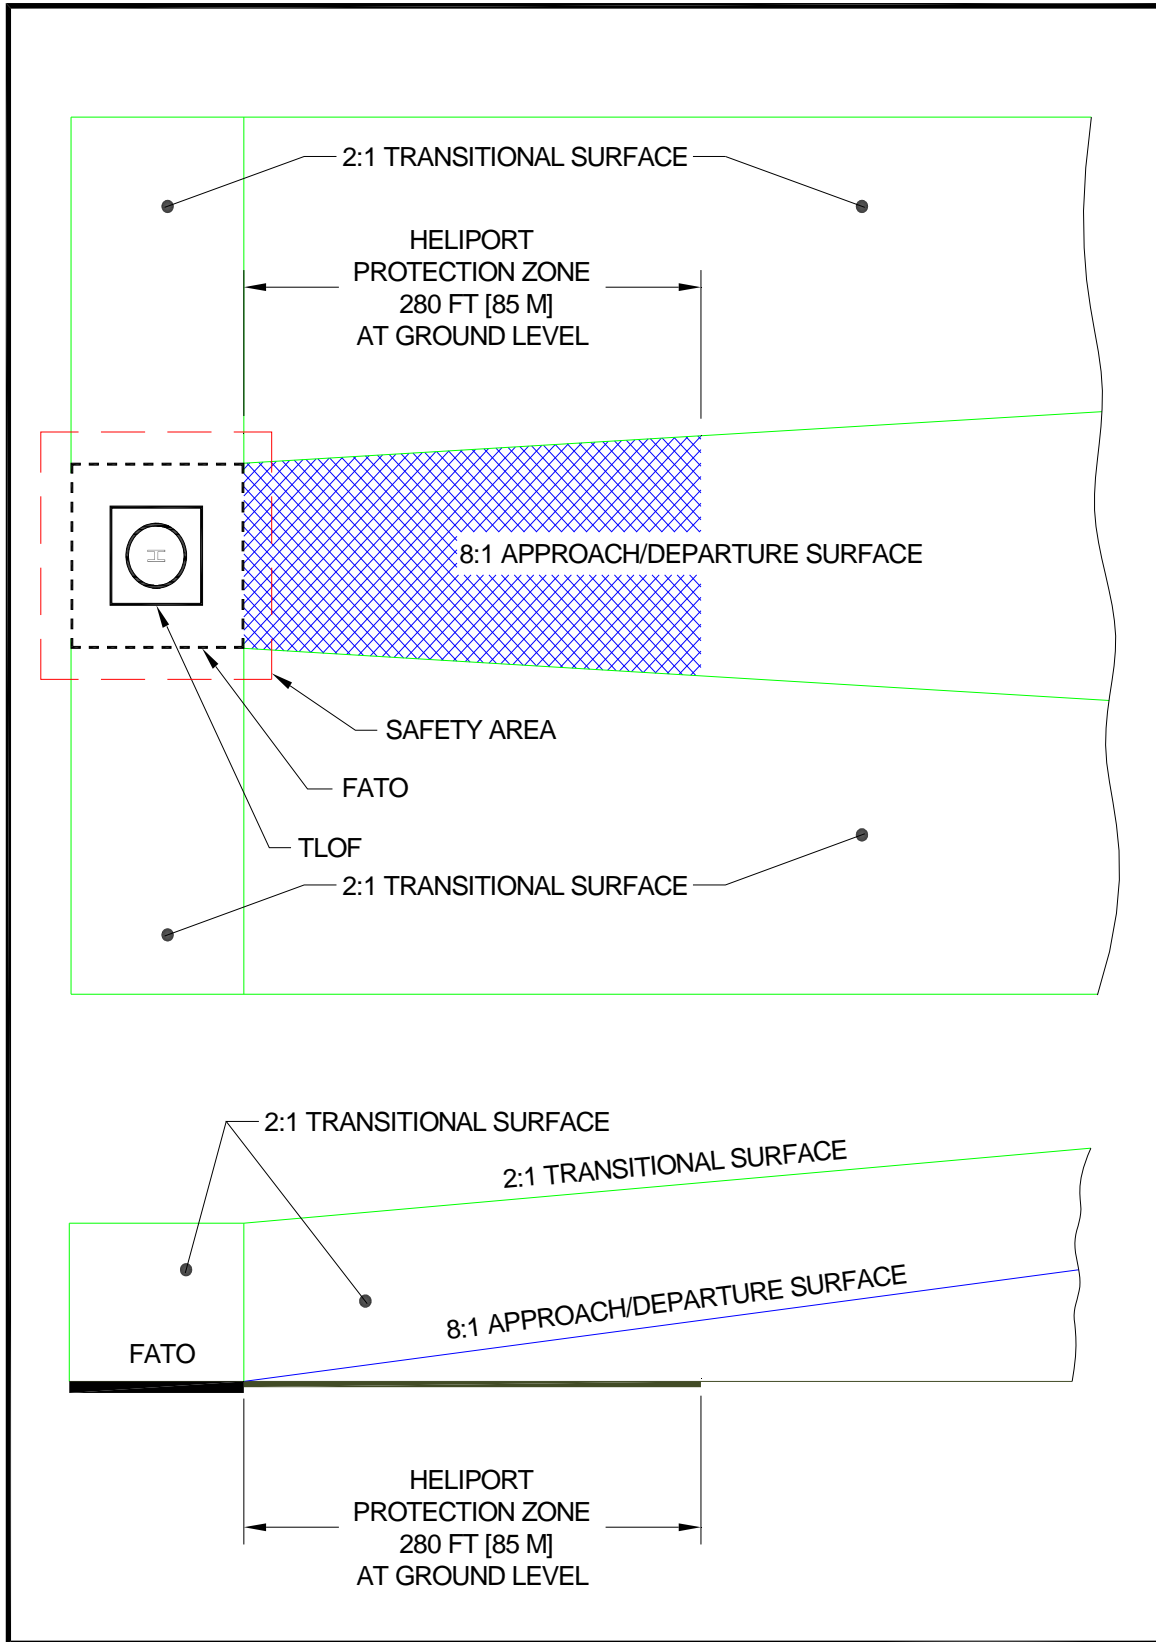 2:1 TRANSITIONAL SURFACE
HELIPORT
PROTECTION ZONE
280 FT [85 M]
AT GROUND LEVEL
H
8:1 APPROACH/DEPARTURE SURFACE
SAFETY AREA
FATO
TLOF
2:1 TRANSITIONAL SURFACE
2:1 TRANSITIONAL SURFACE
2:1 TRANSITIONAL SURFACE
8:1 APPROACH/DEPARTURE SURFACE
FATO
HELIPORT
PROTECTION ZONE
280 FT [85 M]
AT GROUND LEVEL